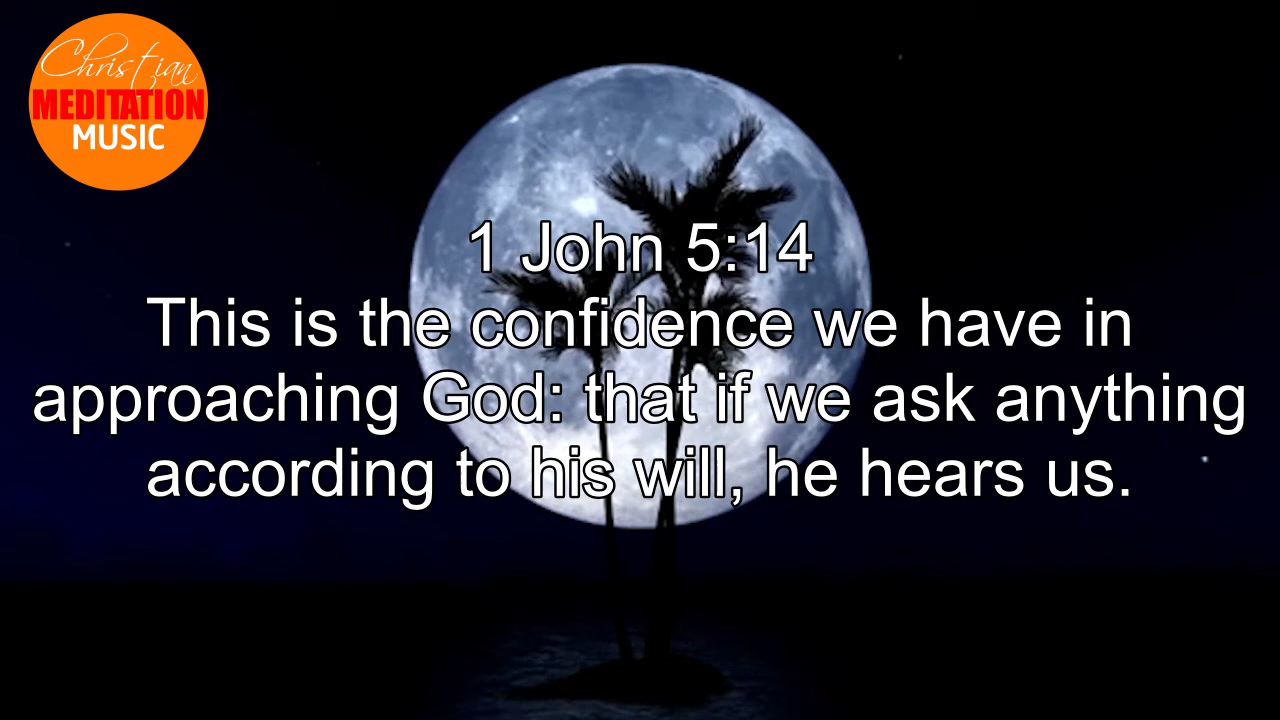 Christian
MEDITATION
MUSIC
1 John 5:14
This is the confidence we have in
approaching God: that if we ask anything
according to his will, he hears us.